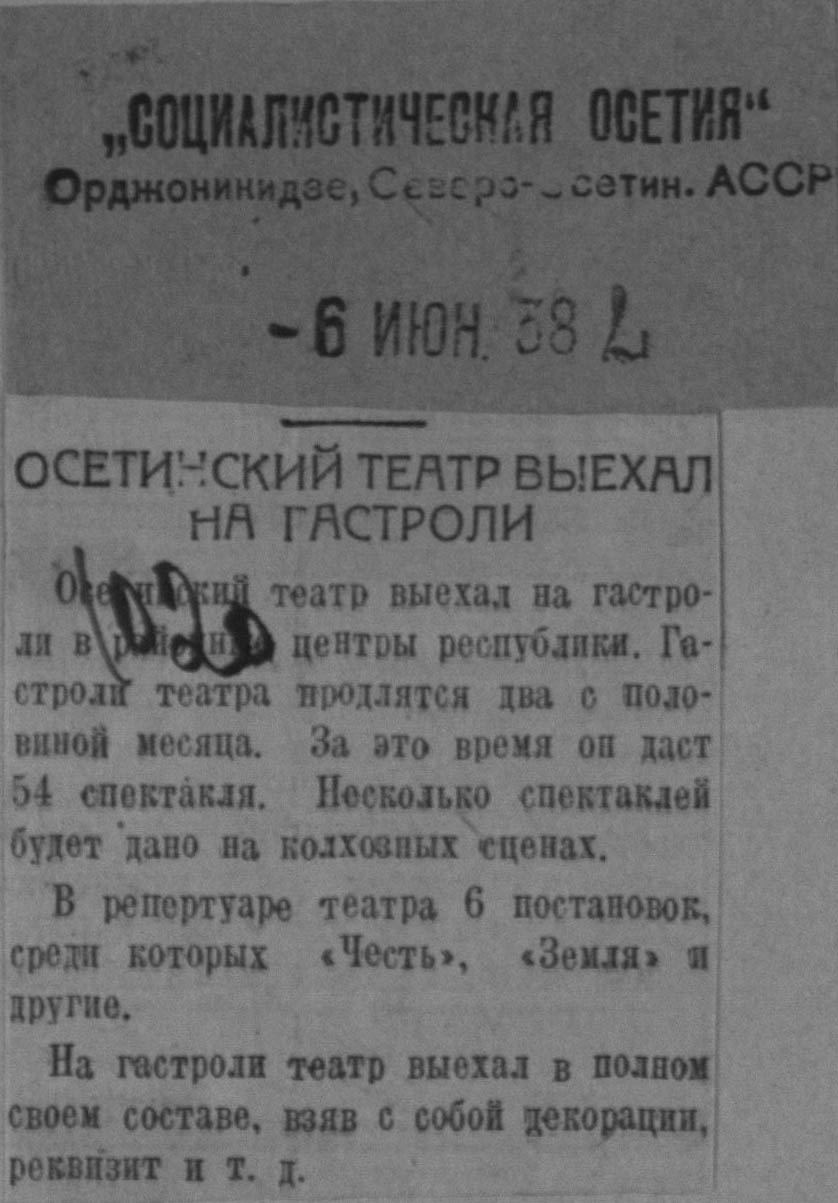 „СОЦИАЛИСТИЧЕСКАЯ ОСЕТИЯ“
Орджоникидзе, Северо-Осетин. АССР
-6 ИЮН. 38
ОСЕТИНСКИЙ ТЕАТР ВЫЕХАЛ
НА ГАСТРОЛИ
Осетинский театр выехал на гастро-
ли в районные центры республики. Га-
строли театра продлятся два с поло-
виной месяца. За это время он даст
54 спектакля. Несколько спектаклей
будет дано на колхозных сценах.
В репертуаре театра 6 постановок,
среди которых «Честь», «Земля» и
другие.
На гастроли театр выехал в полном
своем составе, взяв с собой декорации,
реквизит и т. д.